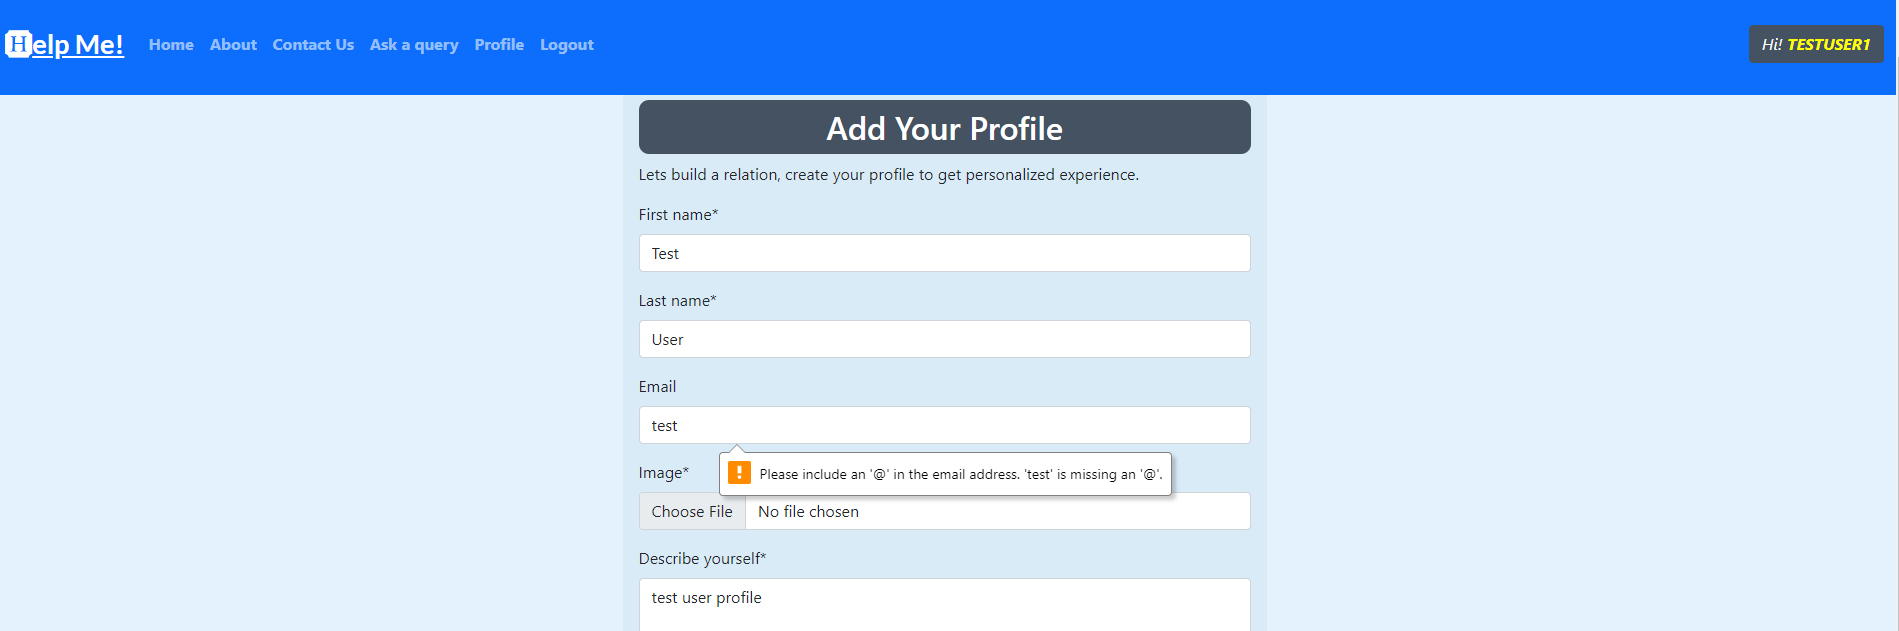 Help Me! Home About Contact Us Ask a query Profile Logout Hi! TESTUSER1
Add Your Profile
Lets build a relation, create your profile to get personalized experience.
First name*
Test
Last name*
User
Email
test
Please include an '@' in the email address. 'test' is missing an '@'.
Image*
Choose File No file chosen
Describe yourself*
test user profile